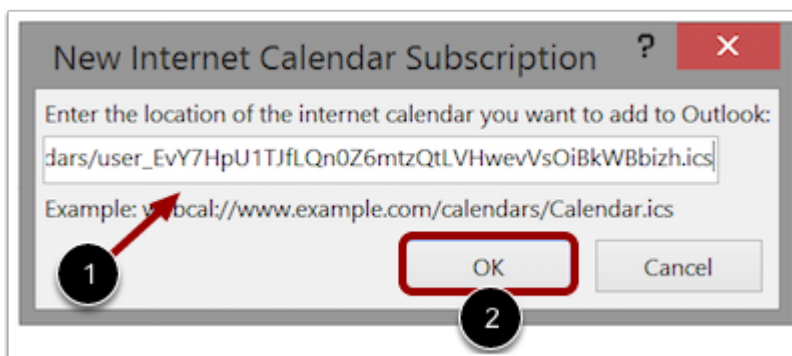 New Internet Calendar Subscription ? X
Enter the location of the internet calendar you want to add to Outlook:
dars/user_EvY7HpU1TJfLQn0Z6mtzQtLVHwevVsOiBkWBbizh.ics
Example: webcal://www.example.com/calendars/Calendar.ics
1
OK Cancel
2